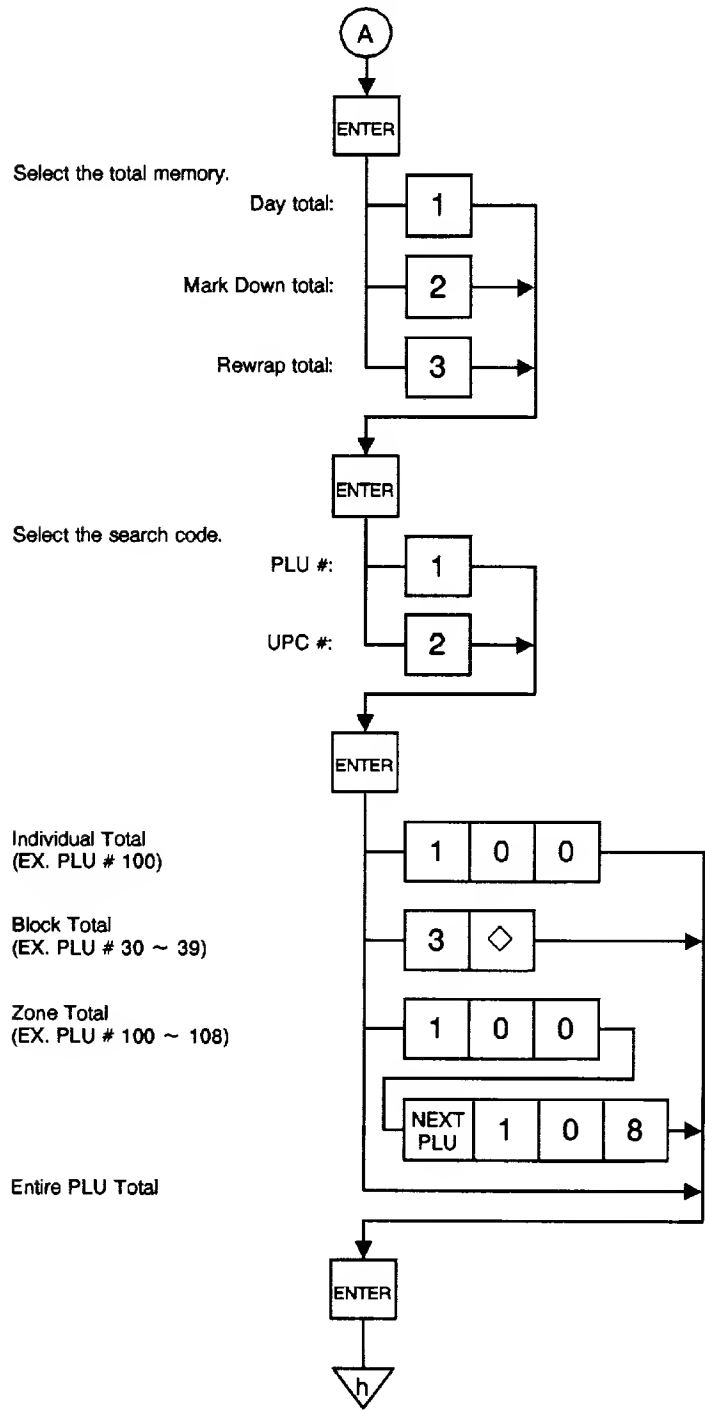 A
ENTER
Select the total memory.
Day total: 1
Mark Down total: 2
Rewrap total: 3
ENTER
Select the search code.
PLU #: 1
UPC #: 2
ENTER
Individual Total
(EX. PLU # 100)
1 0 0
Block Total
(EX. PLU # 30 ~ 39)
3 ◇
Zone Total
(EX. PLU # 100 ~ 108)
1 0 0
NEXT
PLU
1 0 8
Entire PLU Total
ENTER
h